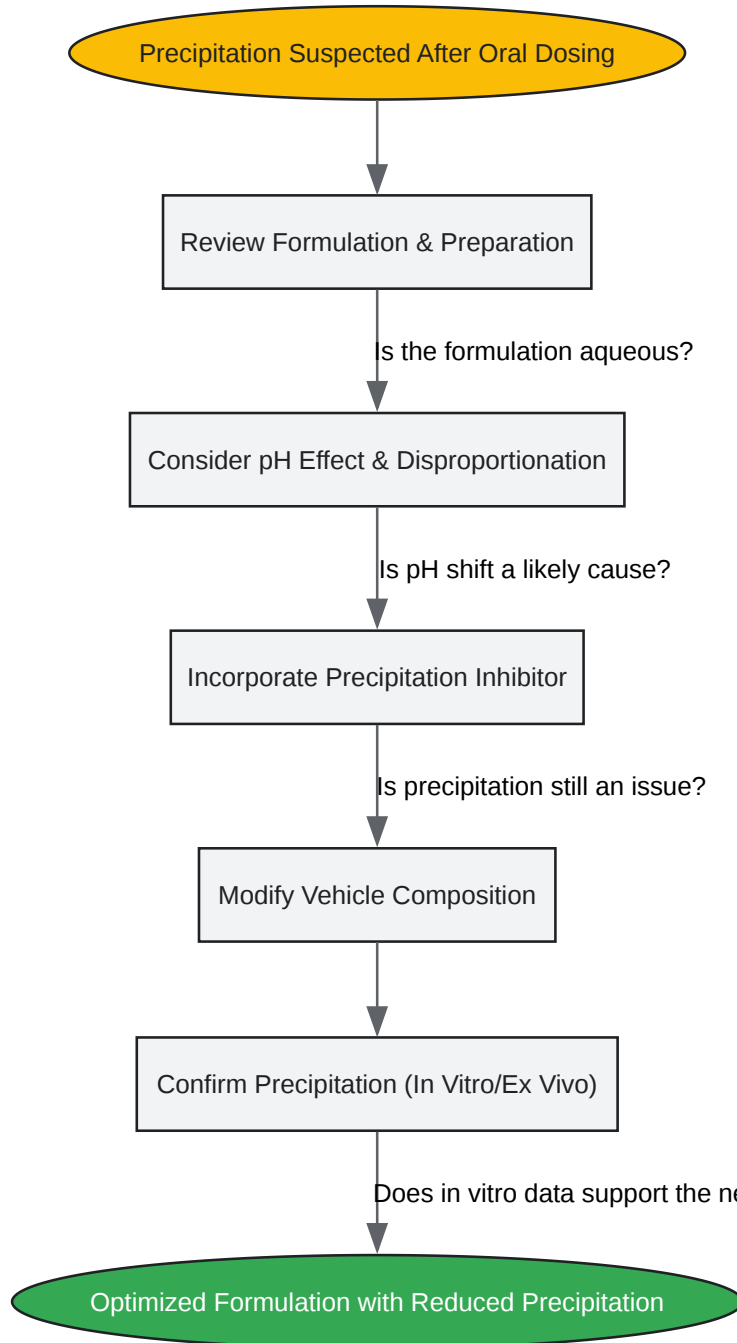 Precipitation Suspected After Oral Dosing
Review Formulation & Preparation
Is the formulation aqueous?
Consider pH Effect & Disproportionation
Is pH shift a likely cause?
Incorporate Precipitation Inhibitor
Is precipitation still an issue?
Modify Vehicle Composition
Confirm Precipitation (In Vitro/Ex Vivo)
Does in vitro data support the
Optimized Formulation with Reduced Precipitation